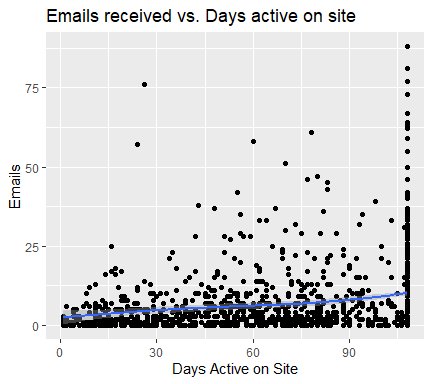 Emails received vs. Days active on site
Emails
75
50
25
0
0 30 60 90
Days Active on Site